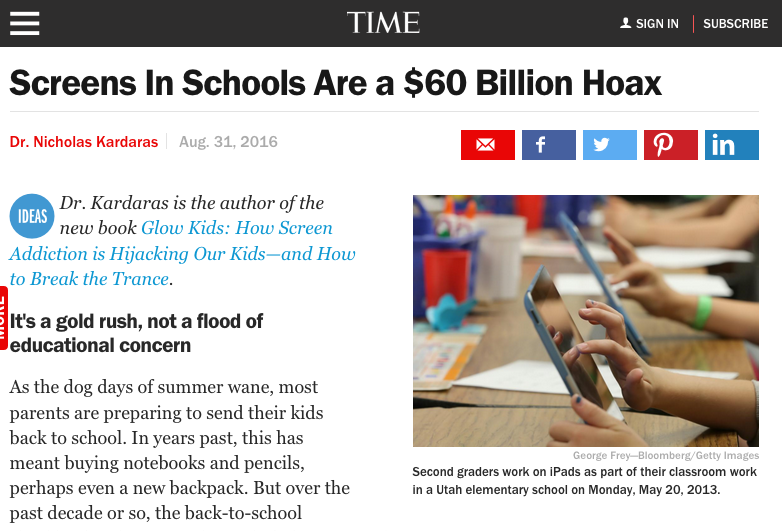 TIME
SIGN IN
SUBSCRIBE
Screens In Schools Are a $60 Billion Hoax
Dr. Nicholas Kardaras
Aug. 31, 2016
f
in
IDEAS
Dr. Kardaras is the author of the
new book Glow Kids: How Screen
Addiction is Hijacking Our Kids—and How
to Break the Trance.
MORE
It's a gold rush, not a flood of
educational concern
As the dog days of summer wane, most
parents are preparing to send their kids
back to school. In years past, this has
meant buying notebooks and pencils,
perhaps even a new backpack. But over the
past decade or so, the back-to-school
George Frey—Bloomberg/Getty Images
Second graders work on iPads as part of their classroom work
in a Utah elementary school on Monday, May 20, 2013.